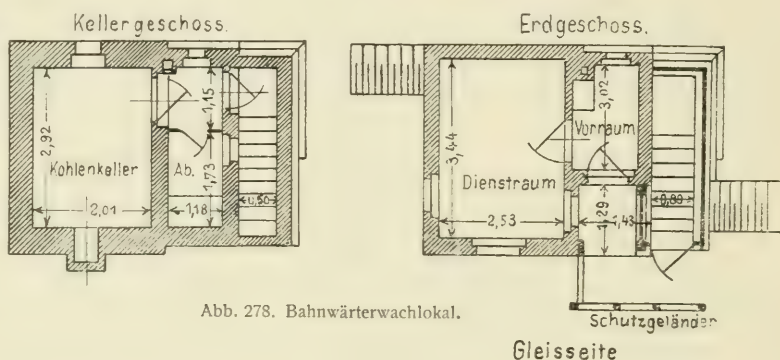 Kellergeschoss.
Erdgeschoss.
2,92
Kohlenkeller
2,01
Ab.
1,15
1,73
1,18
0,50
3,44
Dienstraum
2,53
3,02
Vorraum
1,29
1,43
0,80
Abb. 278. Bahnwärterwachlokal.
Schutzgeländer
Gleisseite